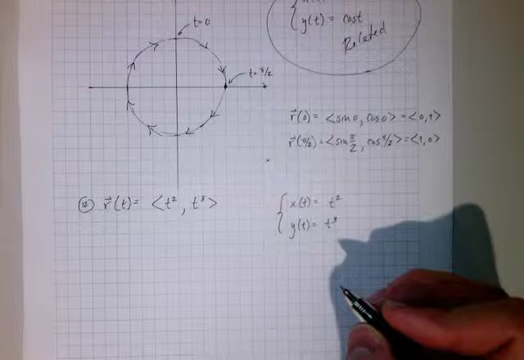 t=0
y(t) = cost
Related
t=π/2
r⃗(0) = <sin0, cos0> = <0,1>
r⃗(π/2) = <sin π/2, cos π/2> = <1,0>
r⃗(t) = <t², t³>
x(t) = t²
y(t) = t³